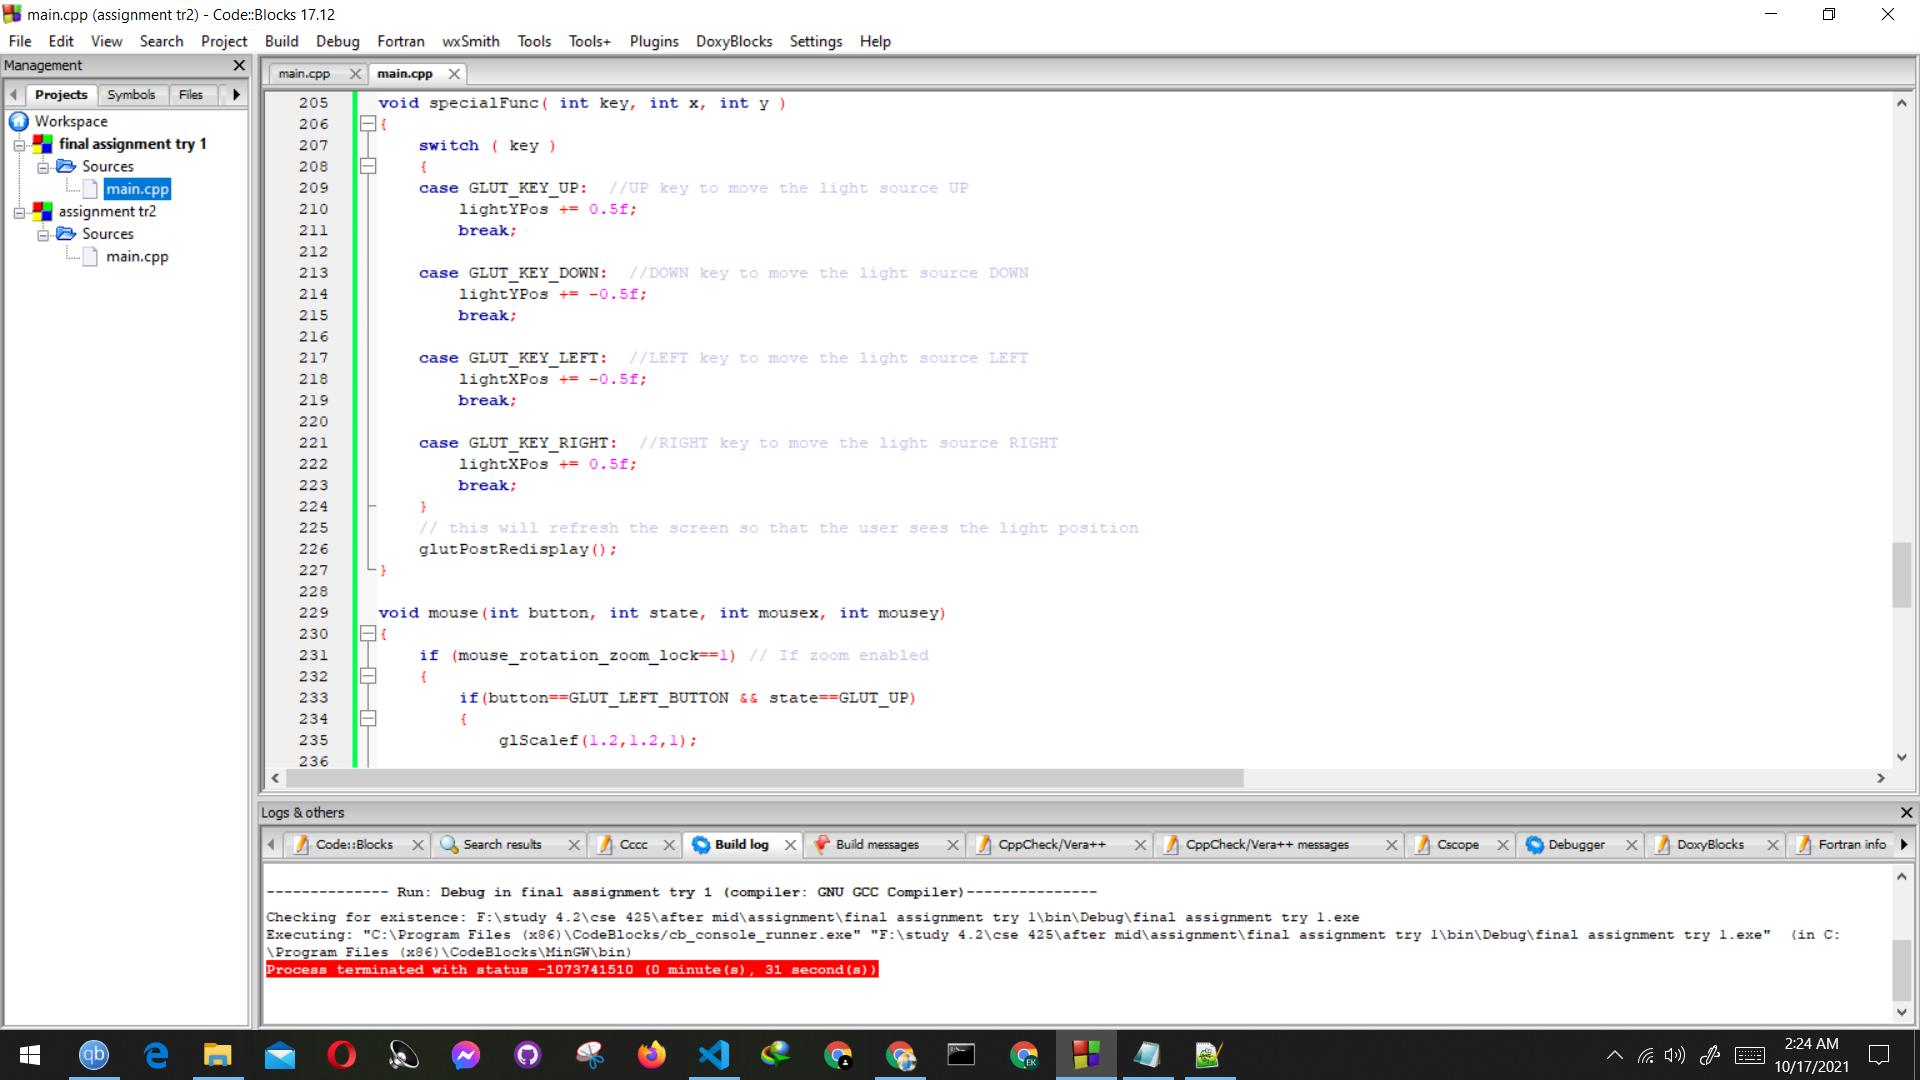 main.cpp (assignment tr2) - Code::Blocks 17.12
File Edit View Search Project Build Debug Fortran wxSmith Tools Tools+ Plugins DoxyBlocks Settings Help
Management
Projects Symbols Files
Workspace
final assignment try 1
Sources
main.cpp
assignment tr2
Sources
main.cpp
main.cpp main.cpp
205 void specialFunc( int key, int x, int y )
206 {
207 switch ( key )
208 {
209 case GLUT_KEY_UP: //UP key to move the light source UP
210 lightYPos += 0.5f;
211 break;
212
213 case GLUT_KEY_DOWN: //DOWN key to move the light source DOWN
214 lightYPos += -0.5f;
215 break;
216
217 case GLUT_KEY_LEFT: //LEFT key to move the light source LEFT
218 lightXPos += -0.5f;
219 break;
220
221 case GLUT_KEY_RIGHT: //RIGHT key to move the light source RIGHT
222 lightXPos += 0.5f;
223 break;
224 }
225 // this will refresh the screen so that the user sees the light position
226 glutPostRedisplay();
227 }
228
229 void mouse(int button, int state, int mousex, int mousey)
230 {
231 if (mouse_rotation_zoom_lock==1) // If zoom enabled
232 {
233 if(button==GLUT_LEFT_BUTTON && state==GLUT_UP)
234 {
235 glScalef(1.2,1.2,1);
236
Logs & others
Code::Blocks Search results Cccc Build log Build messages CppCheck/Vera++ CppCheck/Vera++ messages Cscope Debugger DoxyBlocks Fortran info
-------------- Run: Debug in final assignment try 1 (compiler: GNU GCC Compiler)---------------
Checking for existence: F:\study 4.2\cse 425\after mid\assignment\final assignment try 1\bin\Debug\final assignment try 1.exe
Executing: "C:\Program Files (x86)\CodeBlocks/cb_console_runner.exe" "F:\study 4.2\cse 425\after mid\assignment\final assignment try 1\bin\Debug\final assignment try 1.exe" (in C:
\Program Files (x86)\CodeBlocks\MinGW\bin)
Process terminated with status -1073741510 (0 minute(s), 31 second(s))
qb
EK
2:24 AM
10/17/2021